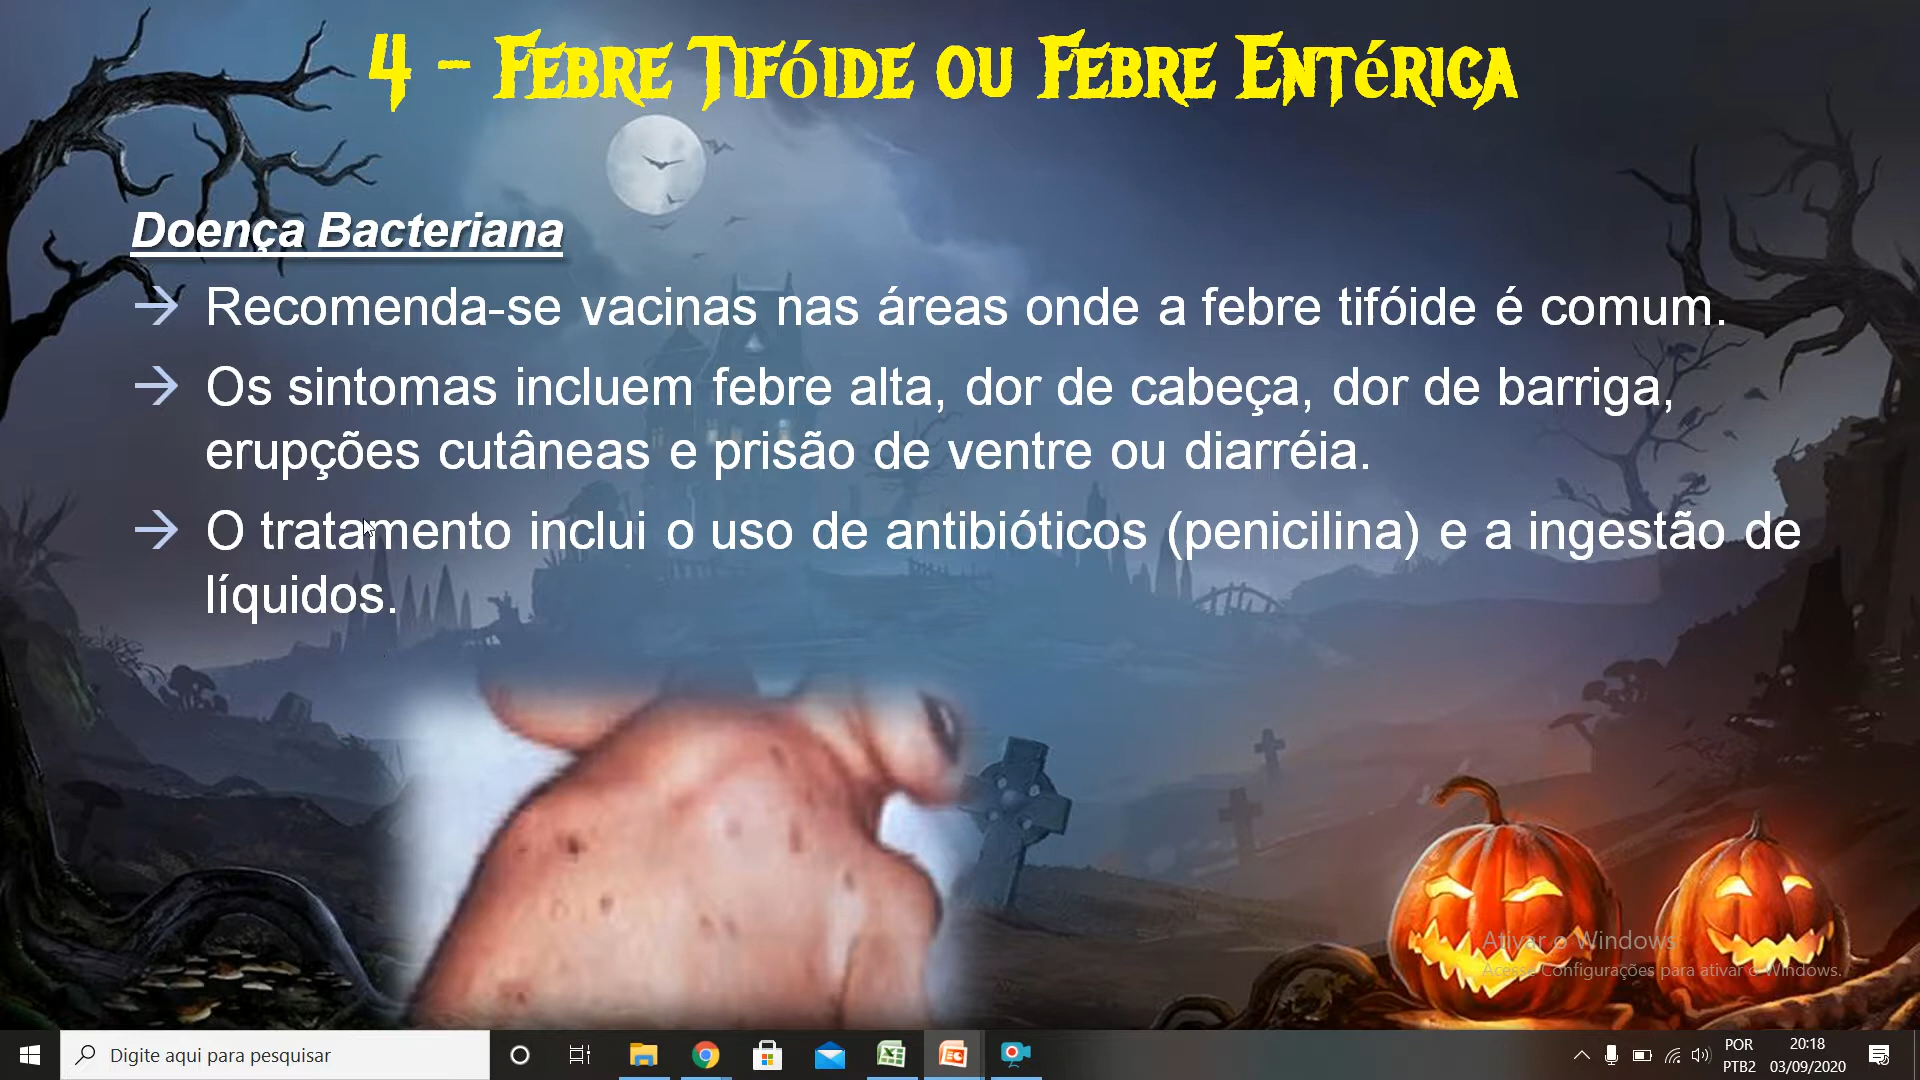 4 - Febre Tifóide ou Febre Entérica
Doença Bacteriana
→ Recomenda-se vacinas nas áreas onde a febre tifóide é comum.
→ Os sintomas incluem febre alta, dor de cabeça, dor de barriga,
erupções cutâneas e prisão de ventre ou diarréia.
→ O tratamento inclui o uso de antibióticos (penicilina) e a ingestão de
líquidos.
Ativar o Windows
Acesse Configurações para ativar o Windows.
Digite aqui para pesquisar
POR
PTB2
20:18
03/09/2020